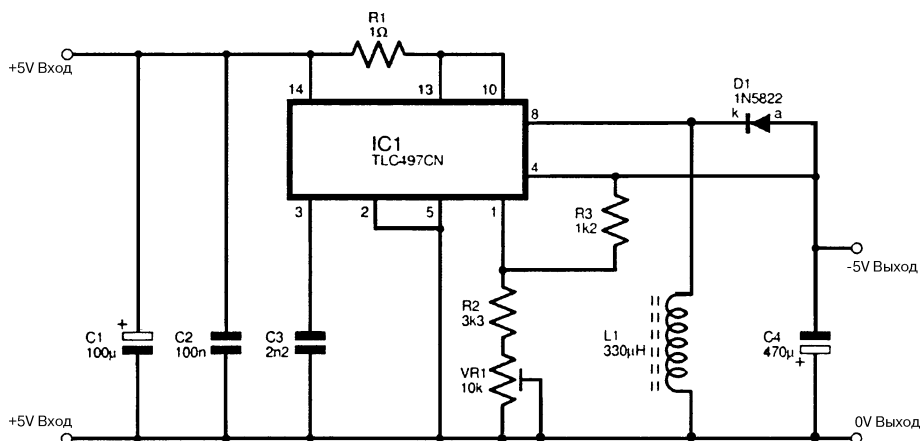 R1
1Ω
+5V Вход
14
13
10
D1
1N5822
k
a
8
IC1
TLC497CN
4
3
2
5
1
R3
1k2
-5V Выход
R2
3k3
C1
100µ
+
C2
100n
C3
2n2
VR1
10k
L1
330µH
C4
470µ
+
+5V Вход
0V Выход